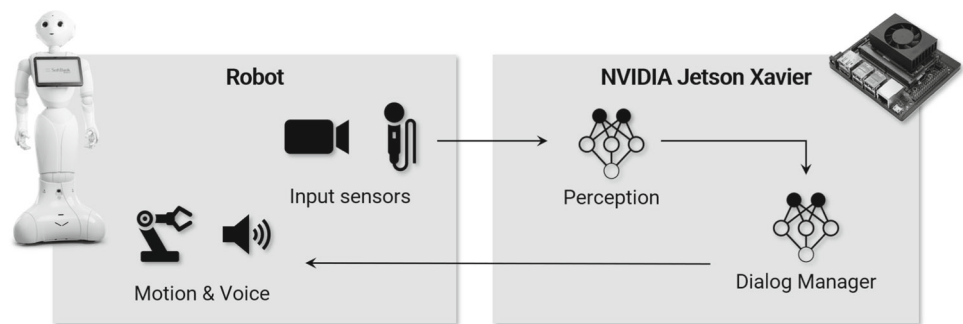 Robot
NVIDIA Jetson Xavier
Input sensors
Perception
Motion & Voice
Dialog Manager